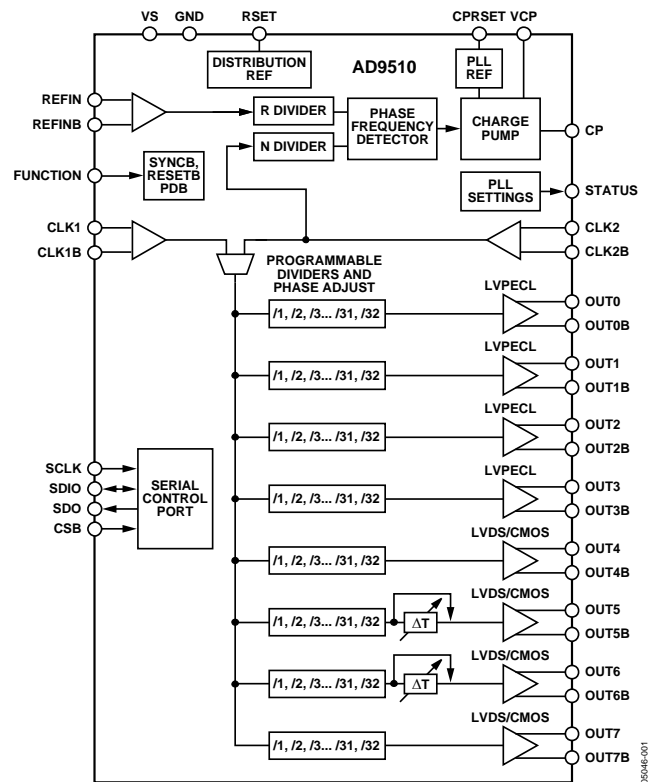 VS
GND
RSET
CPRSET
VCP
DISTRIBUTION
REF
AD9510
PLL
REF
REFIN
REFINB
R DIVIDER
N DIVIDER
PHASE
FREQUENCY
DETECTOR
CHARGE
PUMP
CP
FUNCTION
SYNCB,
RESETB
PDB
PLL
SETTINGS
STATUS
CLK1
CLK1B
CLK2
CLK2B
PROGRAMMABLE
DIVIDERS AND
PHASE ADJUST
LVPECL
/1, /2, /3... /31, /32
OUT0
OUT0B
LVPECL
/1, /2, /3... /31, /32
OUT1
OUT1B
LVPECL
/1, /2, /3... /31, /32
OUT2
OUT2B
SCLK
SDIO
SDO
CSB
SERIAL
CONTROL
PORT
LVPECL
/1, /2, /3... /31, /32
OUT3
OUT3B
LVDS/CMOS
/1, /2, /3... /31, /32
OUT4
OUT4B
LVDS/CMOS
/1, /2, /3... /31, /32
ΔT
OUT5
OUT5B
LVDS/CMOS
/1, /2, /3... /31, /32
ΔT
OUT6
OUT6B
LVDS/CMOS
/1, /2, /3... /31, /32
OUT7
OUT7B
05046-001